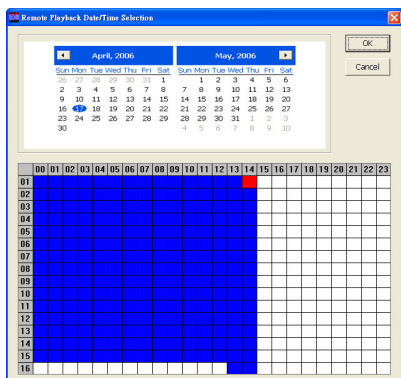 Remote Playback Date/Time Selection
OK
Cancel
April, 2006 May, 2006
Sun Mon Tue Wed Thu Fri Sat Sun Mon Tue Wed Thu Fri Sat
26 27 28 29 30 31 1 1 2 3 4 5 6
2 3 4 5 6 7 8 7 8 9 10 11 12 13
9 10 11 12 13 14 15 14 15 16 17 18 19 20
16 17 18 19 20 21 22 21 22 23 24 25 26 27
23 24 25 26 27 28 29 28 29 30 31 1 2 3
30 4 5 6 7 8 9 10
00 01 02 03 04 05 06 07 08 09 10 11 12 13 14 15 16 17 18 19 20 21 22 23
01
02
03
04
05
06
07
08
09
10
11
12
13
14
15
16